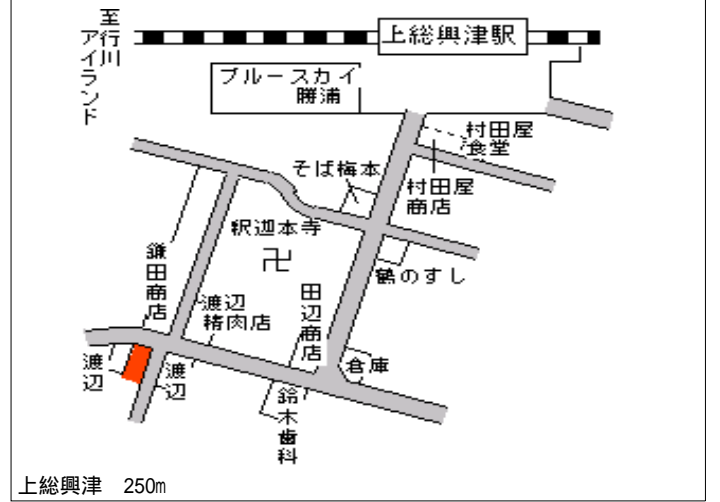 至行川
アイランド
上総興津駅
ブルースカイ
勝浦
村田屋
食堂
村田屋
商店
そば梅本
釈迦本寺
卍
鶴のすし
鎌田商店
渡辺
精肉店
田辺商店
倉庫
渡辺
渡辺
鈴木歯科
上総興津 250m